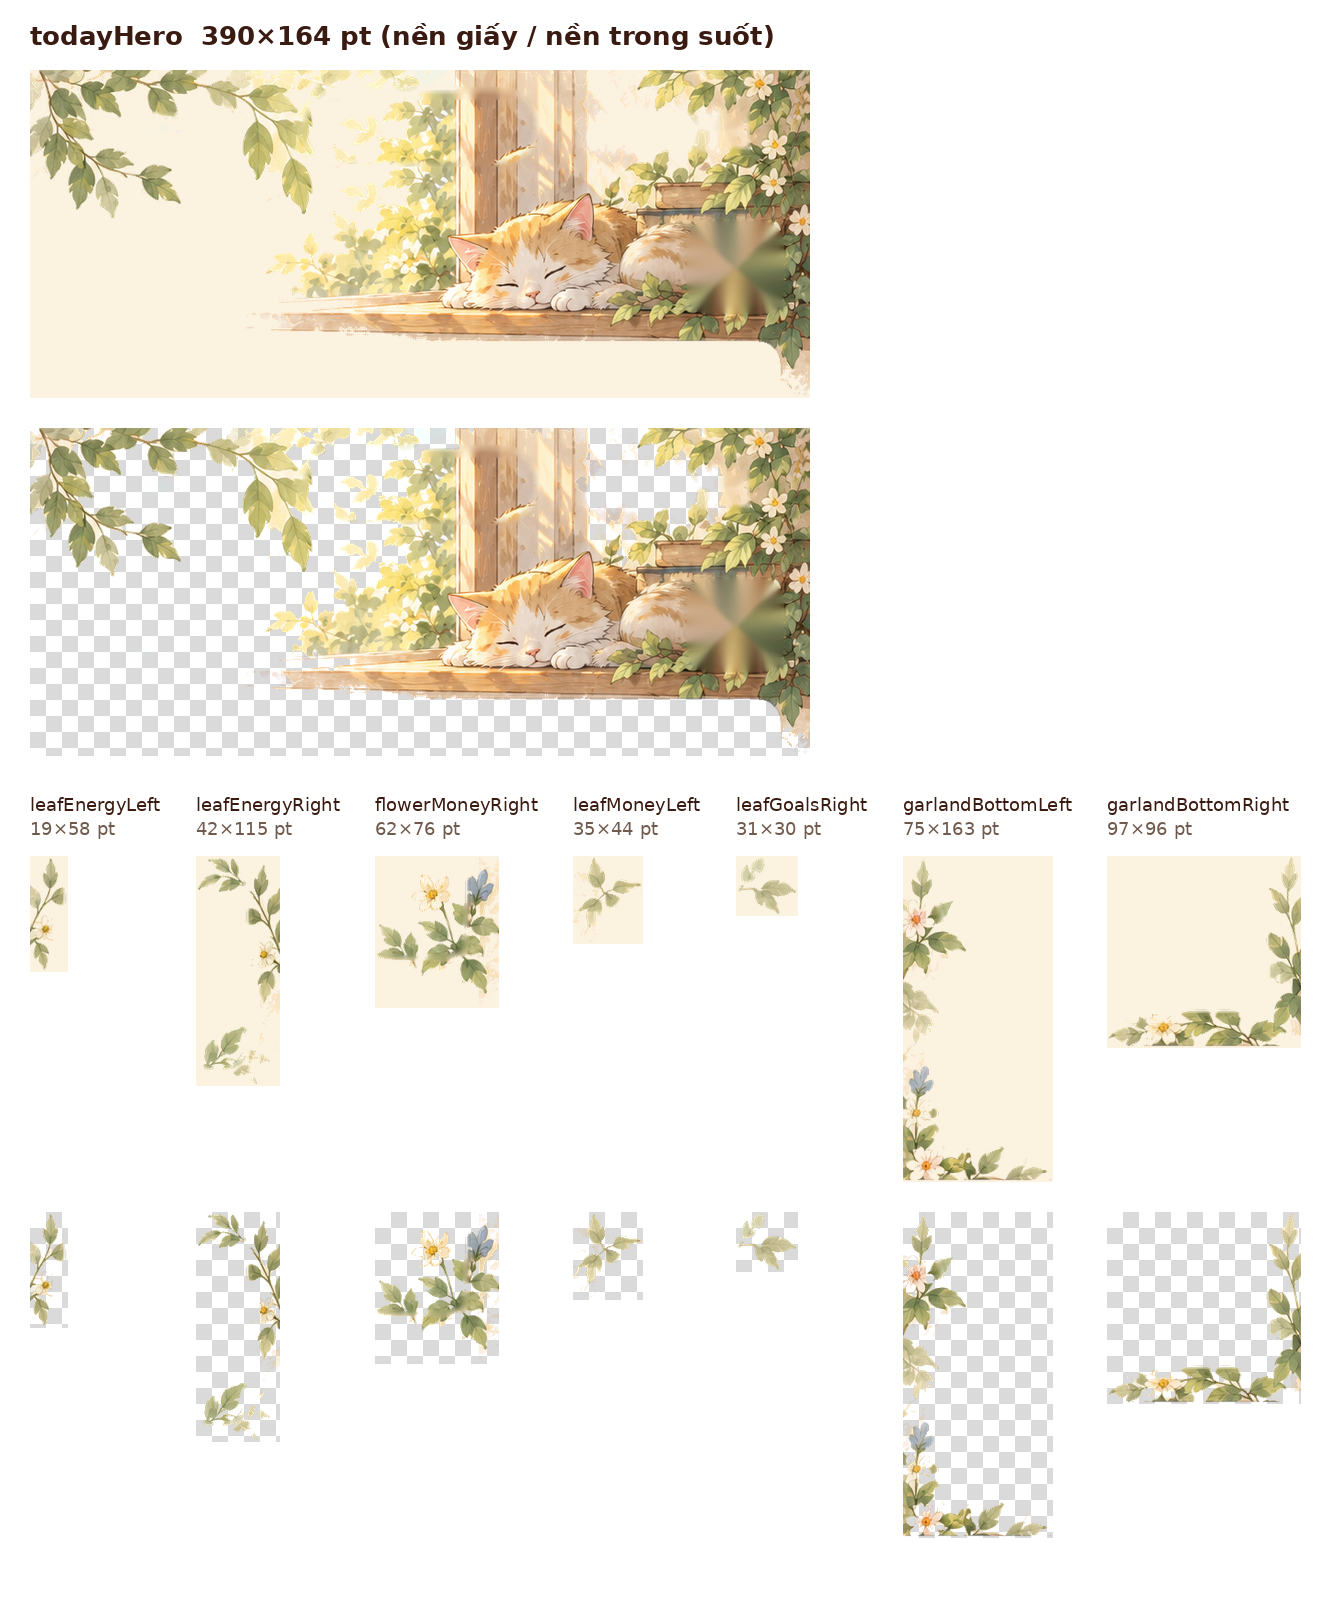 todayHero 390×164 pt (nền giấy / nền trong suốt)
leafEnergyLeft
19×58 pt
leafEnergyRight
42×115 pt
flowerMoneyRight
62×76 pt
leafMoneyLeft
35×44 pt
leafGoalsRight
31×30 pt
garlandBottomLeft
75×163 pt
garlandBottomRight
97×96 pt